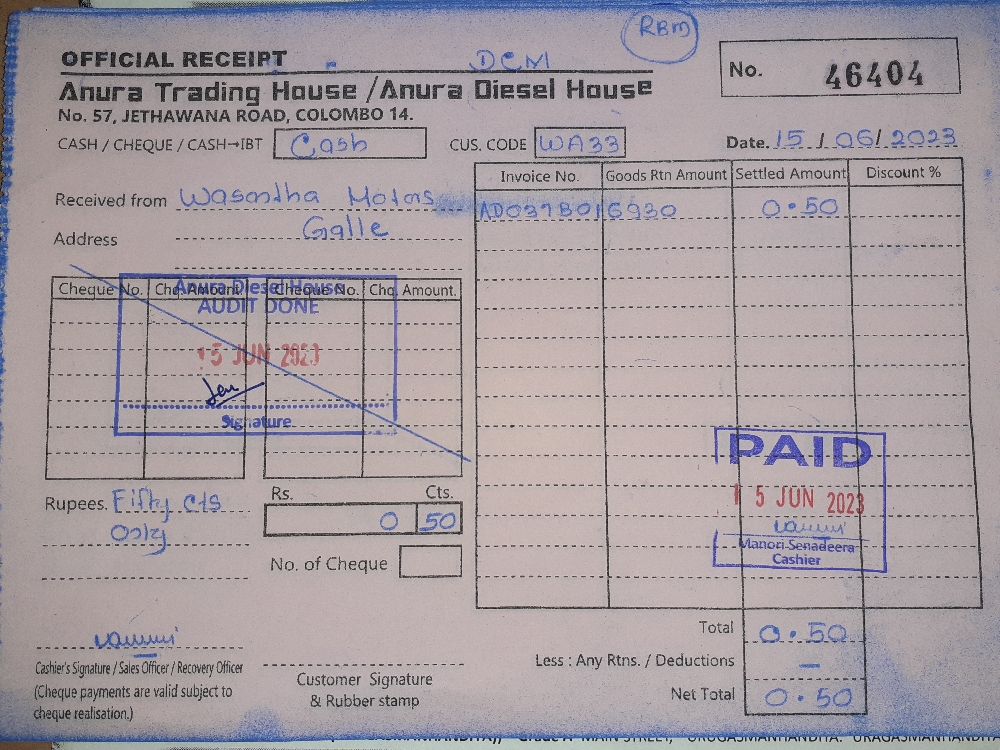 RBM
OFFICIAL RECEIPT DCM
Anura Trading House /Anura Diesel House
No. 57, JETHAWANA ROAD, COLOMBO 14.
No. 46404
CASH / CHEQUE / CASH→IBT Cash
CUS. CODE WA33
Date. 15 / 06 / 2023
Received from Wasantha Motors
Address Galle
Invoice No. Goods Rtn Amount Settled Amount Discount %
AD037B016930 0.50
Cheque No. Chq. Amount. Cheque No. Chq. Amount.
Anura Diesel House
AUDIT DONE
15 JUN 2023
Signature
Rupees. Fifty cts
only
Rs. Cts.
0 50
No. of Cheque
PAID
15 JUN 2023
Manori Senadeera
Cashier
Total 0.50
Less : Any Rtns. / Deductions –
Net Total 0.50
Cashier's Signature / Sales Officer / Recovery Officer
(Cheque payments are valid subject to
cheque realisation.)
Customer Signature
& Rubber stamp